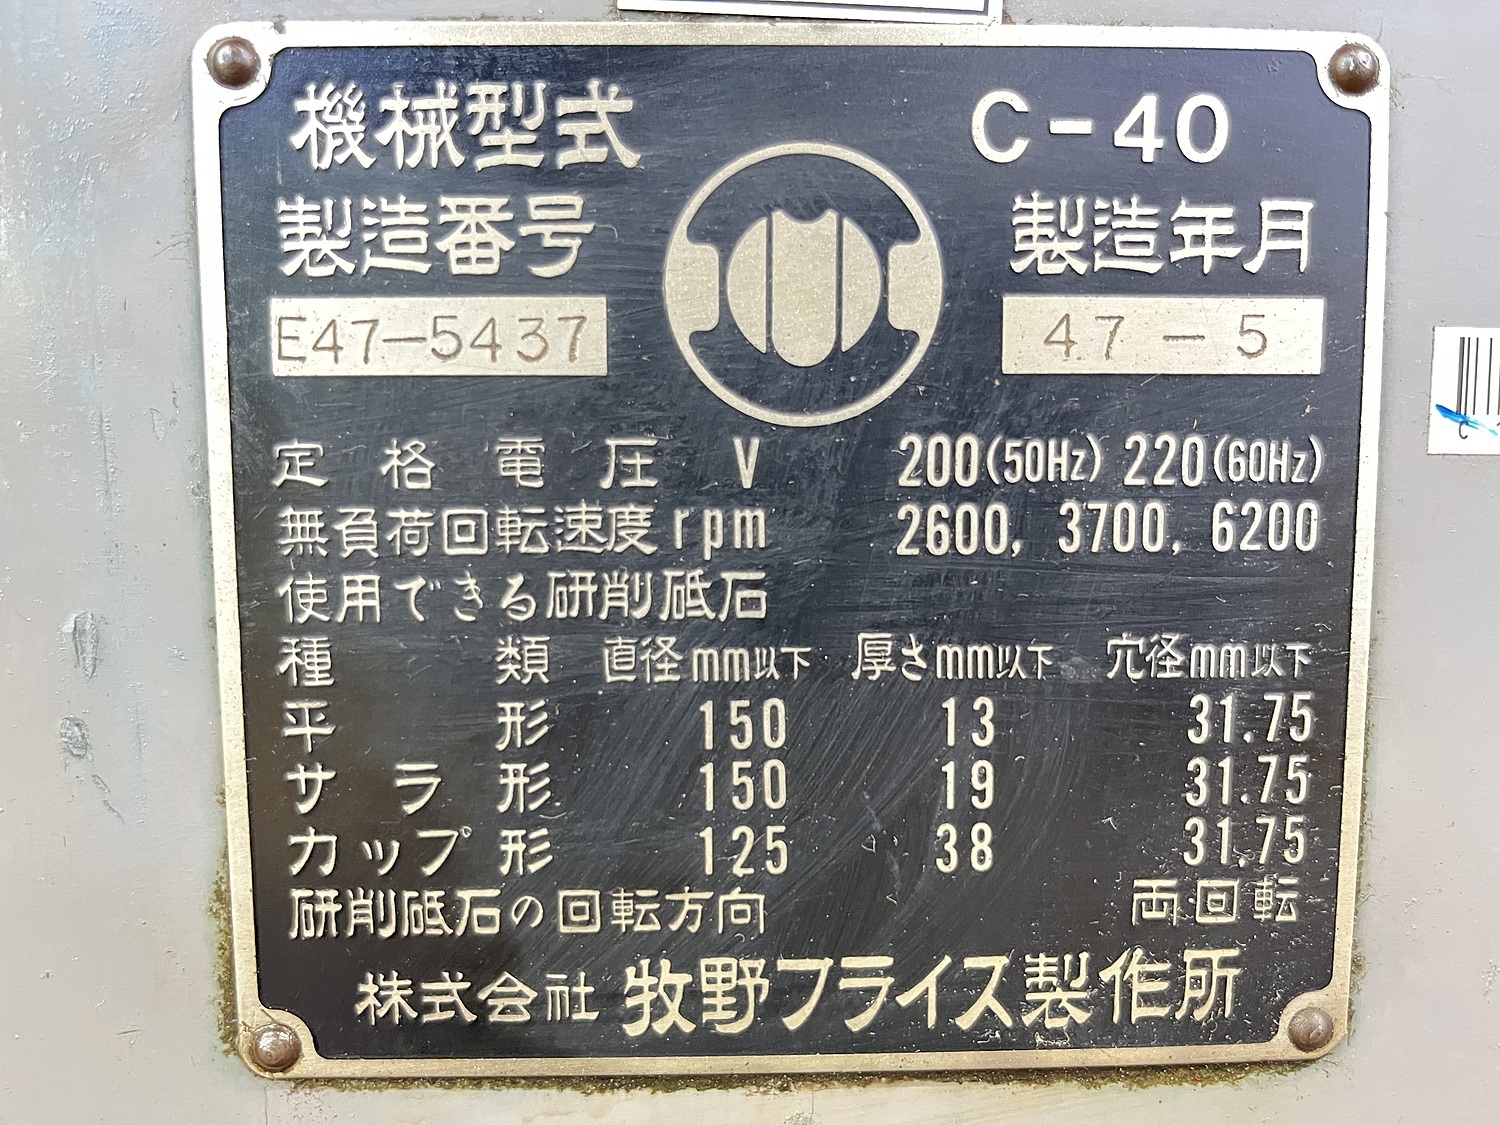 機械型式 C-40
製造番号 製造年月
E47-5437 47-5
定格電圧 V 200(50Hz) 220(60Hz)
無負荷回転速度rpm 2600, 3700, 6200
使用できる研削砥石
種類 直径mm以下 厚さmm以下 穴径mm以下
平形 150 13 31.75
サラ形 150 19 31.75
カップ形 125 38 31.75
研削砥石の回転方向 両回転
株式会社 牧野フライス製作所